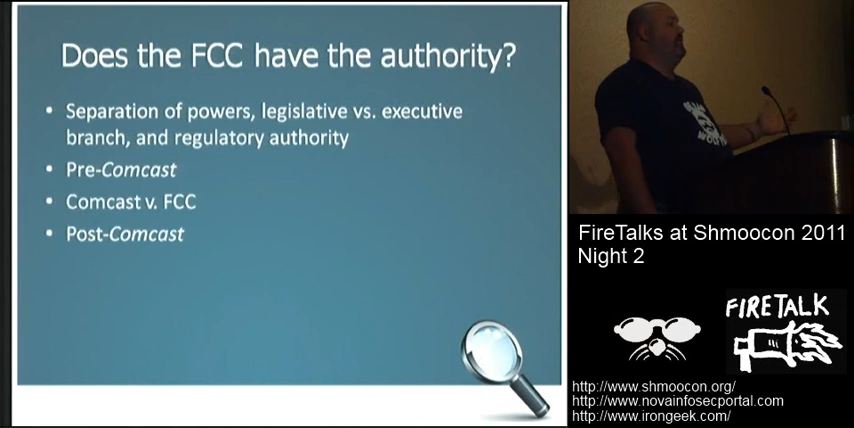 Does the FCC have the authority?
• Separation of powers, legislative vs. executive
branch, and regulatory authority
• Pre-Comcast
• Comcast v. FCC
• Post-Comcast
FireTalks at Shmoocon 2011
Night 2
FIRETALK
http://www.shmoocon.org/
http://www.novainfosecportal.com
http://www.irongeek.com/